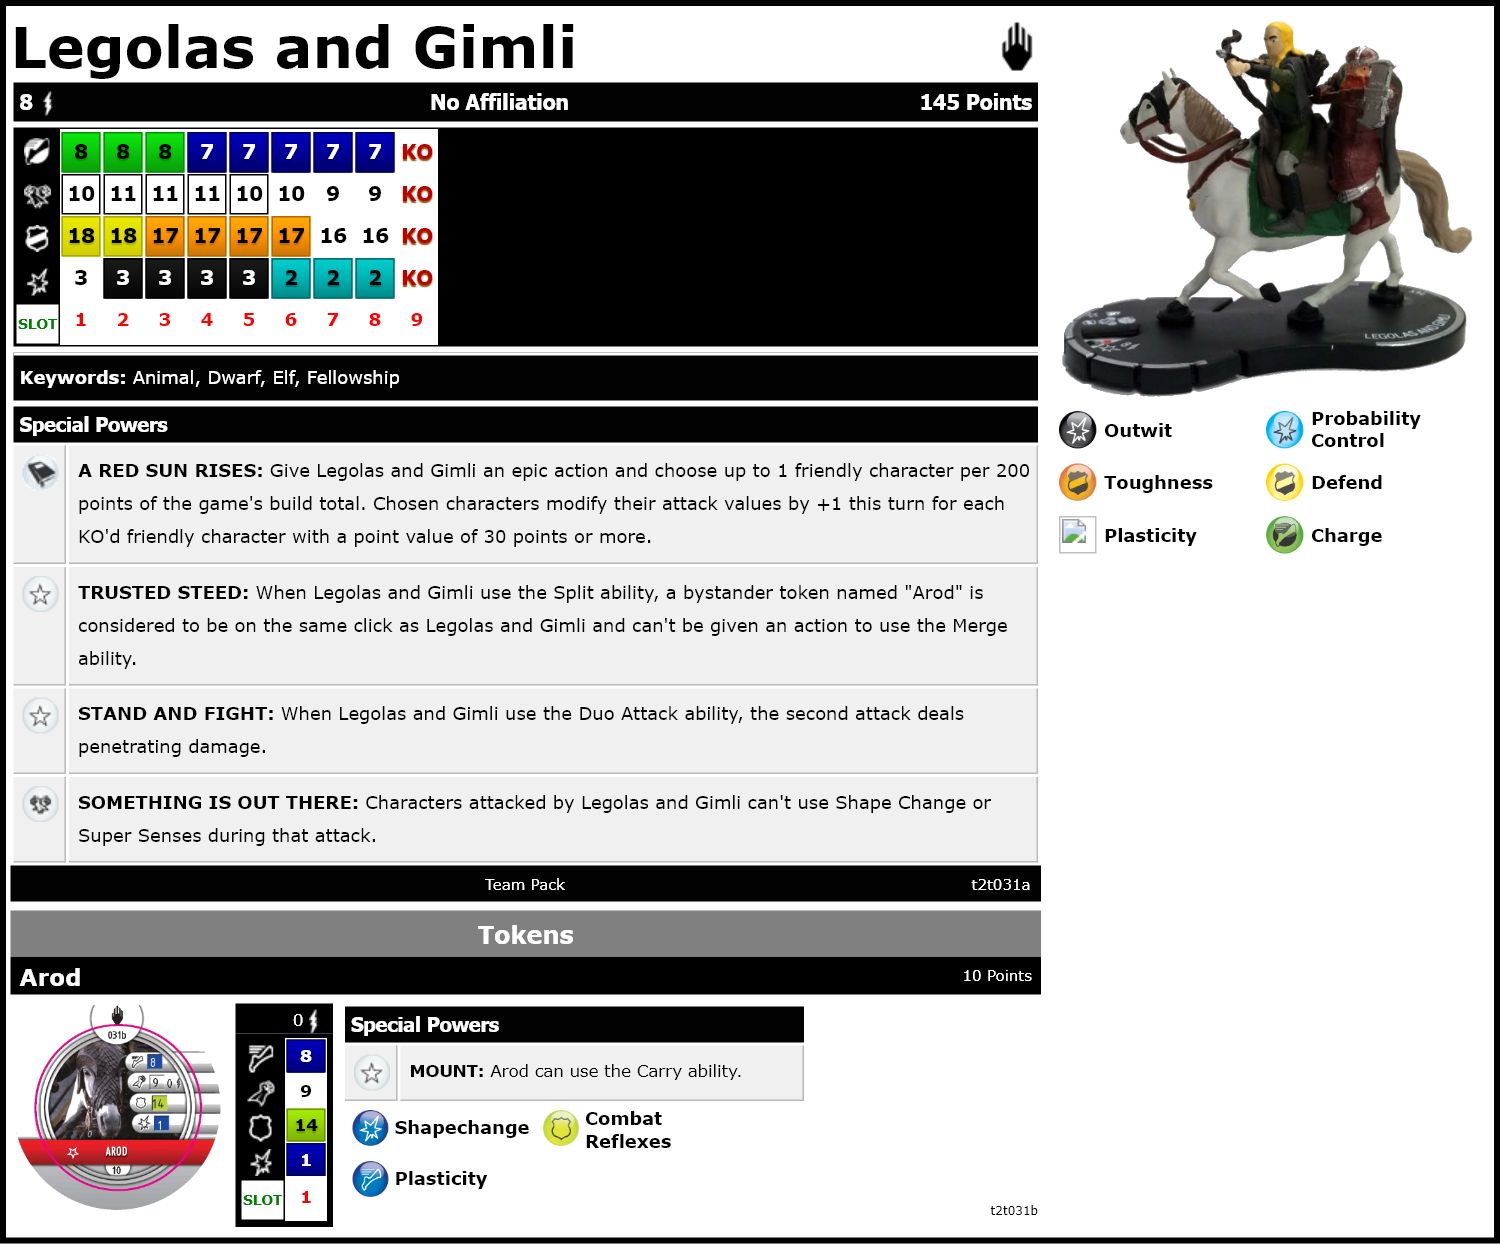 Legolas and Gimli
8 No Affiliation 145 Points
8 8 8 7 7 7 7 7 KO
10 11 11 11 10 10 9 9 KO
18 18 17 17 17 17 16 16 KO
3 3 3 3 3 2 2 2 KO
SLOT 1 2 3 4 5 6 7 8 9
Keywords: Animal, Dwarf, Elf, Fellowship
Special Powers
A RED SUN RISES: Give Legolas and Gimli an epic action and choose up to 1 friendly character per 200
points of the game's build total. Chosen characters modify their attack values by +1 this turn for each
KO'd friendly character with a point value of 30 points or more.
TRUSTED STEED: When Legolas and Gimli use the Split ability, a bystander token named "Arod" is
considered to be on the same click as Legolas and Gimli and can't be given an action to use the Merge
ability.
STAND AND FIGHT: When Legolas and Gimli use the Duo Attack ability, the second attack deals
penetrating damage.
SOMETHING IS OUT THERE: Characters attacked by Legolas and Gimli can't use Shape Change or
Super Senses during that attack.
Team Pack t2t031a
LEGOLAS AND GIMLI
Outwit
Probability
Control
Toughness
Defend
Plasticity
Charge
Tokens
Arod 10 Points
031b
8
9 0
14
1
AROD
10
0
8
9
14
1
SLOT 1
Special Powers
MOUNT: Arod can use the Carry ability.
Shapechange
Combat
Reflexes
Plasticity
t2t031b